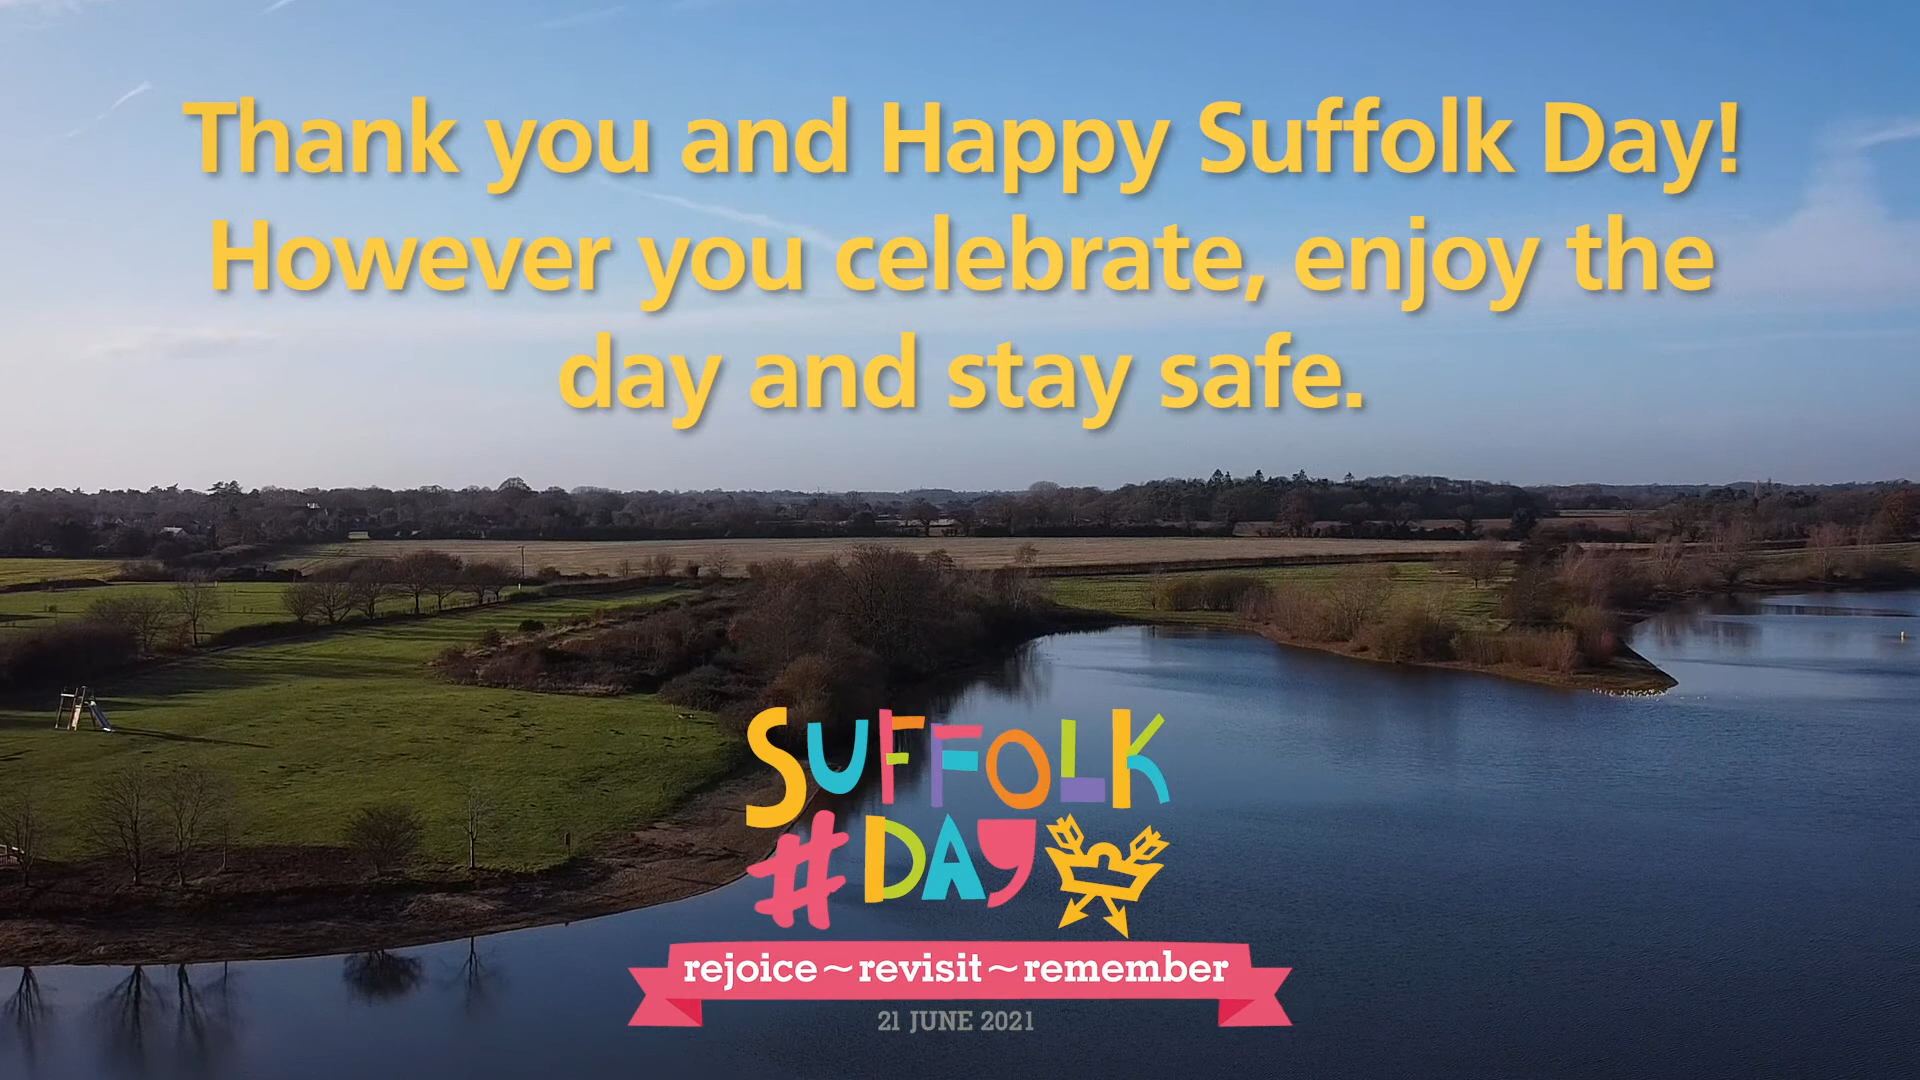 Thank you and Happy Suffolk Day!
However you celebrate, enjoy the
day and stay safe.
SUFFOLK
#DAY
rejoice~revisit~remember
21 JUNE 2021